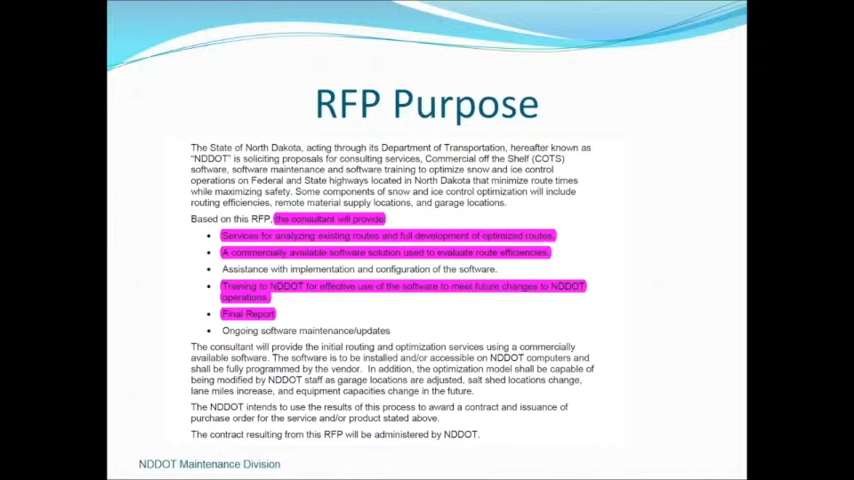 RFP Purpose
The State of North Dakota, acting through its Department of Transportation, hereafter known as
"NDDOT" is soliciting proposals for consulting services, Commercial off the Shelf (COTS)
software, software maintenance and software training to optimize snow and ice control
operations on Federal and State highways located in North Dakota that minimize route times
while maximizing safety. Some components of snow and ice control optimization will include
routing efficiencies, remote material supply locations, and garage locations.
Based on this RFP, the consultant will provide:
• Services for analyzing existing routes and full development of optimized routes.
• A commercially available software solution used to evaluate route efficiencies.
• Assistance with implementation and configuration of the software.
• Training to NDDOT for effective use of the software to meet future changes to NDDOT
operations.
• Final Report
• Ongoing software maintenance/updates
The consultant will provide the initial routing and optimization services using a commercially
available software. The software is to be installed and/or accessible on NDDOT computers and
shall be fully programmed by the vendor. In addition, the optimization model shall be capable of
being modified by NDDOT staff as garage locations are adjusted, salt shed locations change,
lane miles increase, and equipment capacities change in the future.
The NDDOT intends to use the results of this process to award a contract and issuance of
purchase order for the service and/or product stated above.
The contract resulting from this RFP will be administered by NDDOT.
NDDOT Maintenance Division